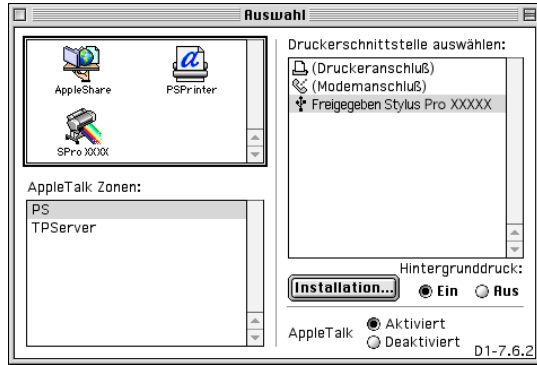 Auswahl
AppleShare
PSPrinter
SPro XXXX
AppleTalk Zonen:
PS
TPServer
Druckerschnittstelle auswählen:
(Druckeranschluß)
(Modemanschluß)
Freigegeben Stylus Pro XXXXX
Hintergrunddruck:
Installation... Ein Aus
AppleTalk Aktiviert
Deaktiviert
D1-7.6.2